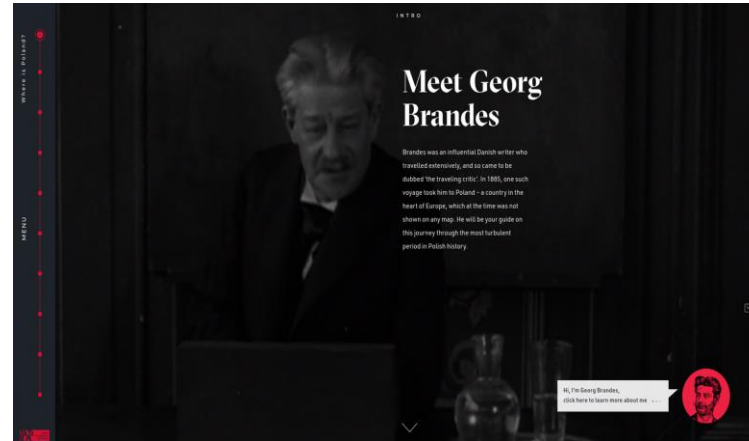 INTRO
Where is Poland?
MENU
Meet Georg
Brandes
Brandes was an influential Danish writer who
travelled extensively, and so came to be
dubbed 'the traveling critic'. In 1885, one such
voyage took him to Poland – a country in the
heart of Europe, which at the time was not
shown on any map. He will be your guide on
this journey through the most turbulent
period in Polish history.
Hi, I'm Georg Brandes,
click here to learn more about me ...